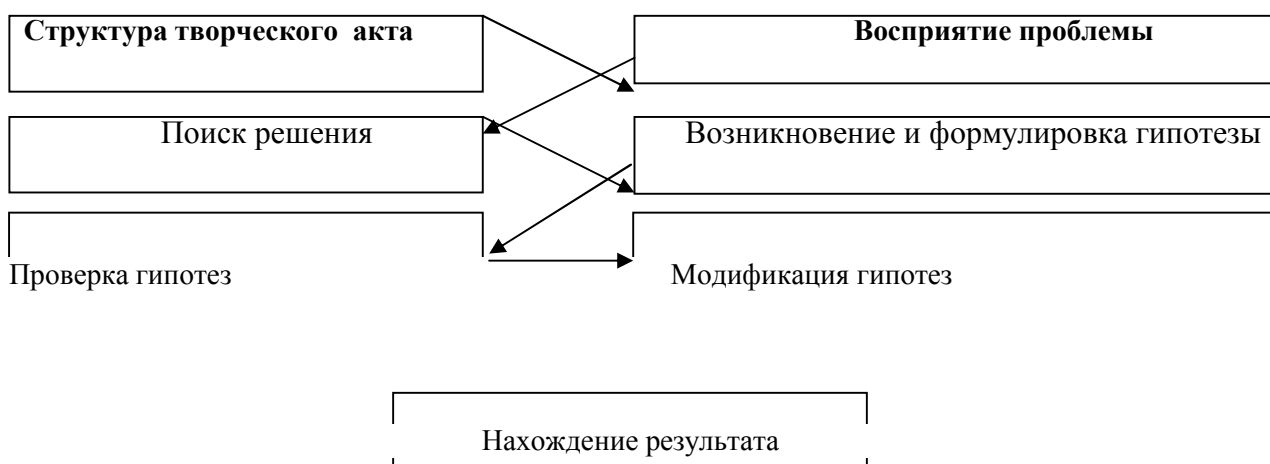 Структура творческого акта
Восприятие проблемы
Поиск решения
Возникновение и формулировка гипотезы
Проверка гипотез
Модификация гипотез
Нахождение результата